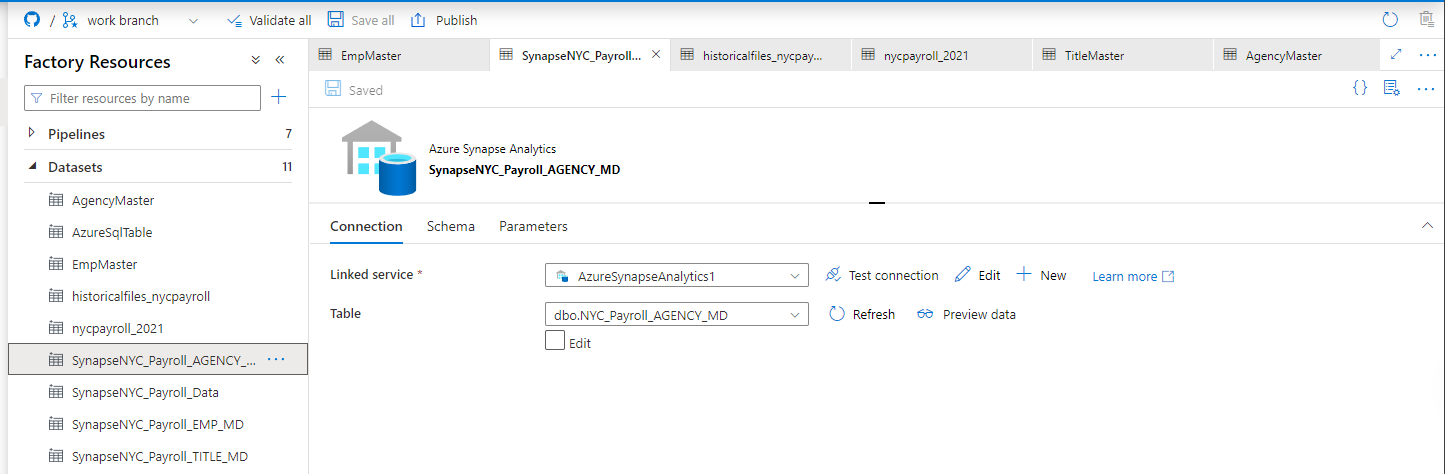 / work branch Validate all Save all Publish
Factory Resources
Filter resources by name
Pipelines 7
Datasets 11
AgencyMaster
AzureSqlTable
EmpMaster
historicalfiles_nycpayroll
nycpayroll_2021
SynapseNYC_Payroll_AGENCY_... ...
SynapseNYC_Payroll_Data
SynapseNYC_Payroll_EMP_MD
SynapseNYC_Payroll_TITLE_MD
EmpMaster SynapseNYC_Payroll... historicalfiles_nycpay... nycpayroll_2021 TitleMaster AgencyMaster ...
Saved {} ...
Azure Synapse Analytics
SynapseNYC_Payroll_AGENCY_MD
Connection Schema Parameters
Linked service * AzureSynapseAnalytics1 Test connection Edit New Learn more
Table dbo.NYC_Payroll_AGENCY_MD Refresh Preview data
Edit